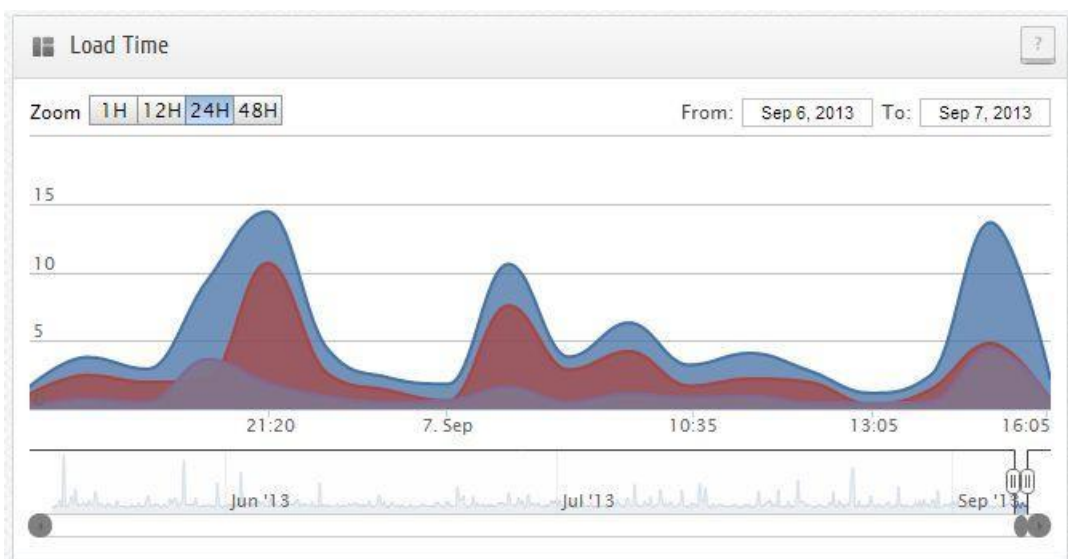 Load Time
?
Zoom 1H 12H 24H 48H From: Sep 6, 2013 To: Sep 7, 2013
15
10
5
21:20 7. Sep 10:35 13:05 16:05
Jun '13 Jul '13 Sep '13